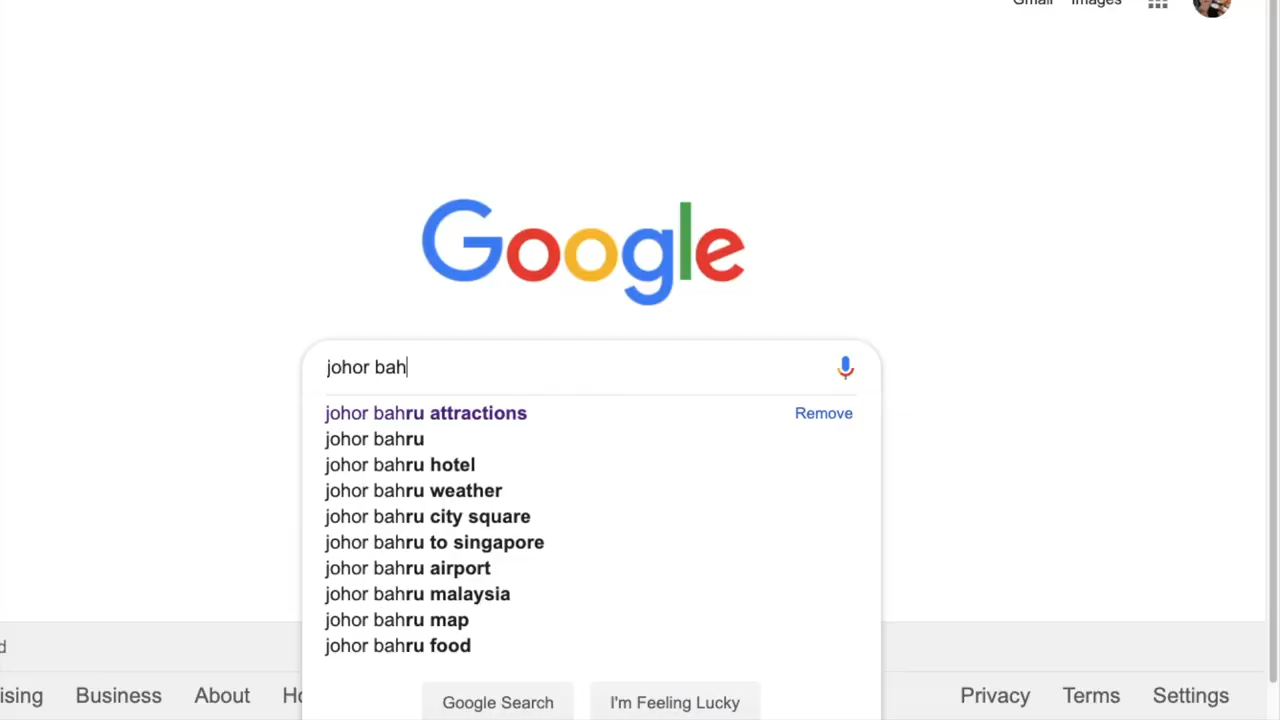 Gmail Images
Google
johor bah
johor bahru attractions Remove
johor bahru
johor bahru hotel
johor bahru weather
johor bahru city square
johor bahru to singapore
johor bahru airport
johor bahru malaysia
johor bahru map
johor bahru food
d
ising Business About Ho Privacy Terms Settings
Google Search I'm Feeling Lucky